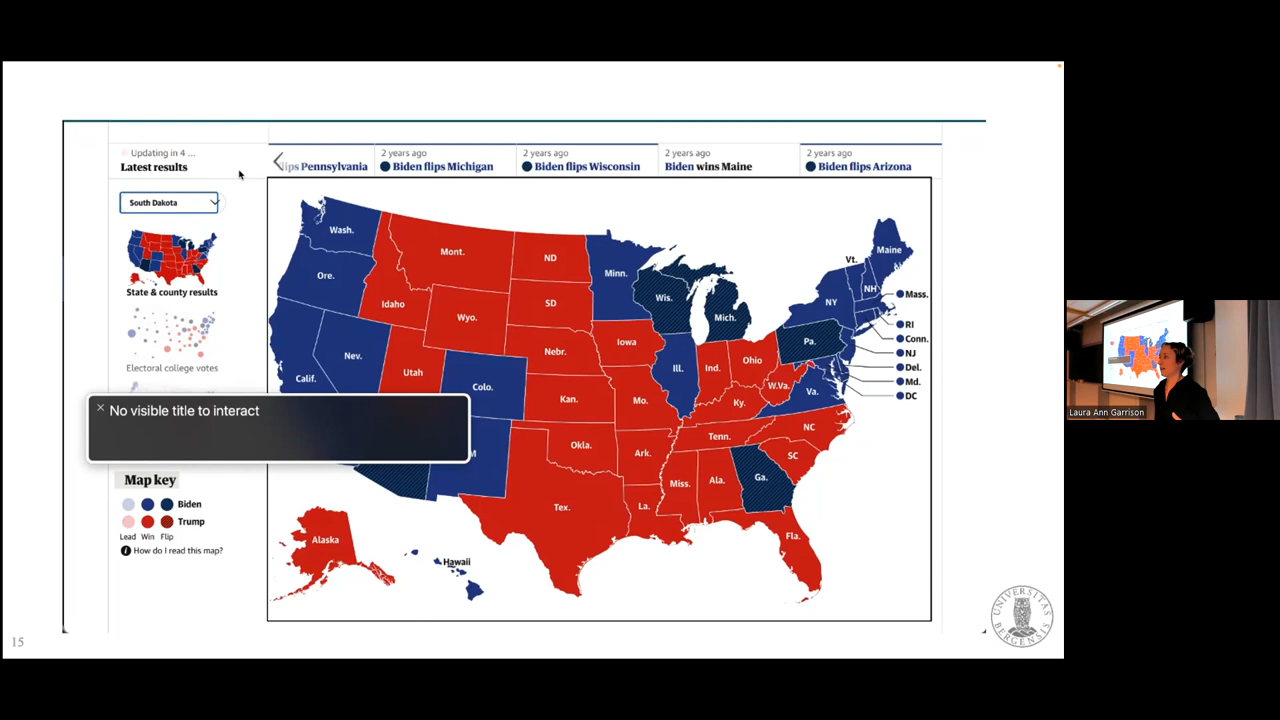 Updating in 4 ...
Latest results
2 years ago
2 years ago
2 years ago
2 years ago
Pennsylvania
Biden flips Michigan
Biden flips Wisconsin
Biden wins Maine
Biden flips Arizona
South Dakota
State & county results
Electoral college votes
× No visible title to interact
Map key
Biden
Trump
Lead Win Flip
i How do I read this map?
Wash.
Ore.
Calif.
Nev.
Idaho
Mont.
Wyo.
Utah
Colo.
ND
SD
Nebr.
Kan.
Okla.
Tex.
Minn.
Iowa
Mo.
Ark.
La.
Wis.
Ill.
Mich.
Ind.
Ohio
Ky.
Tenn.
Miss.
Ala.
Ga.
Fla.
SC
NC
Va.
W.Va.
Pa.
NY
Vt.
NH
Maine
Mass.
RI
Conn.
NJ
Del.
Md.
DC
Alaska
Hawaii
15
UNIVERSITAS BERGENSIS
Laura Ann Garrison